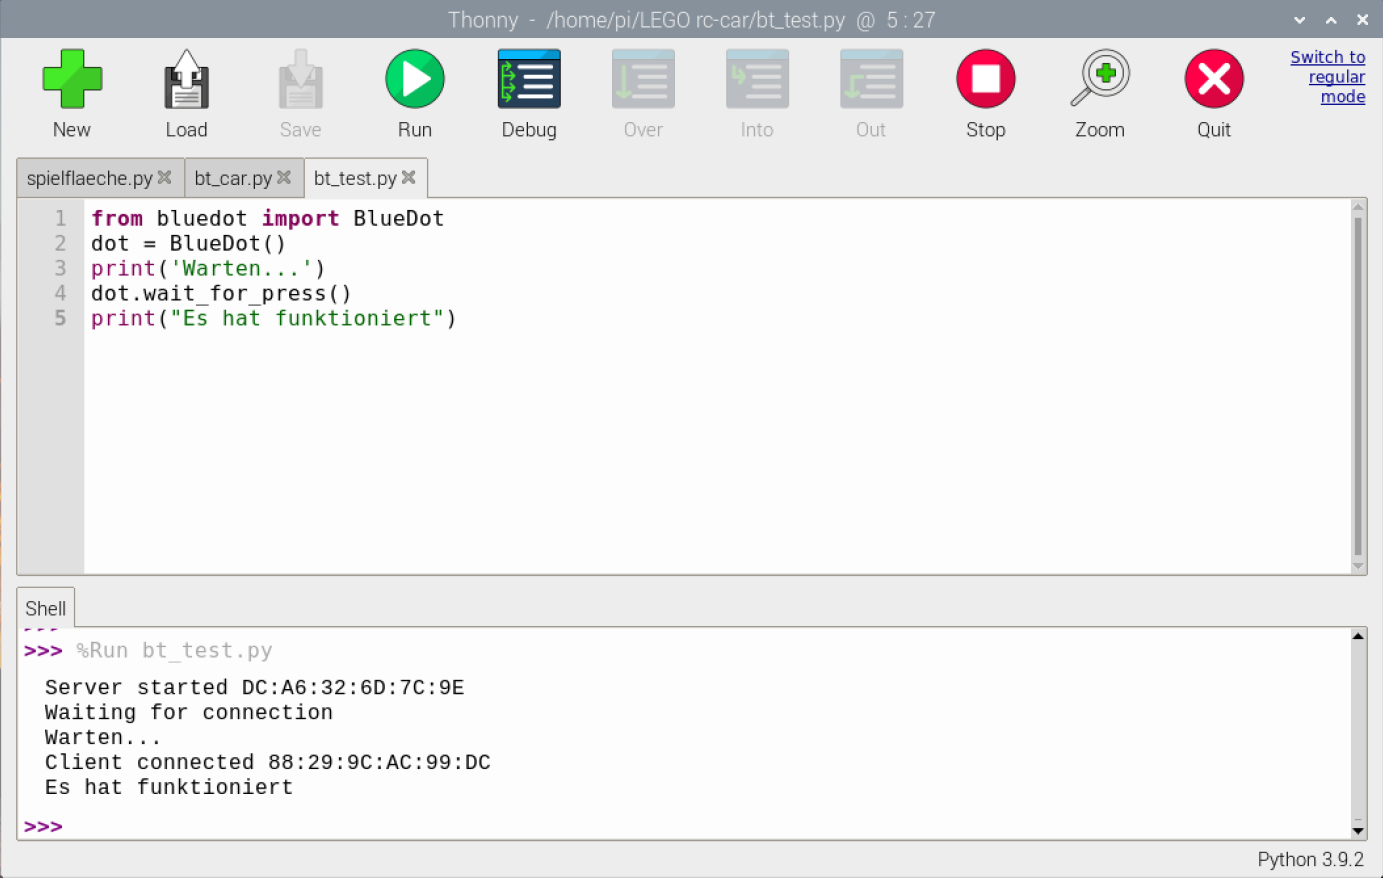 Thonny - /home/pi/LEGO rc-car/bt_test.py @ 5 : 27
New Load Save Run Debug Over Into Out Stop Zoom Quit
Switch to
regular
mode
spielflaeche.py bt_car.py bt_test.py
1 from bluedot import BlueDot
2 dot = BlueDot()
3 print('Warten...')
4 dot.wait_for_press()
5 print("Es hat funktioniert")
Shell
>>>
>>> %Run bt_test.py
Server started DC:A6:32:6D:7C:9E
Waiting for connection
Warten...
Client connected 88:29:9C:AC:99:DC
Es hat funktioniert
>>>
Python 3.9.2